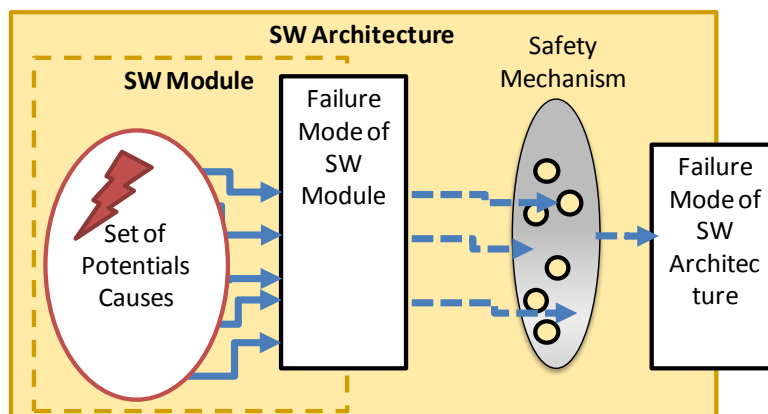 SW Architecture
SW Module
Set of
Potentials
Causes
Failure
Mode of
SW
Module
Safety
Mechanism
Failure
Mode of
SW
Architec
ture